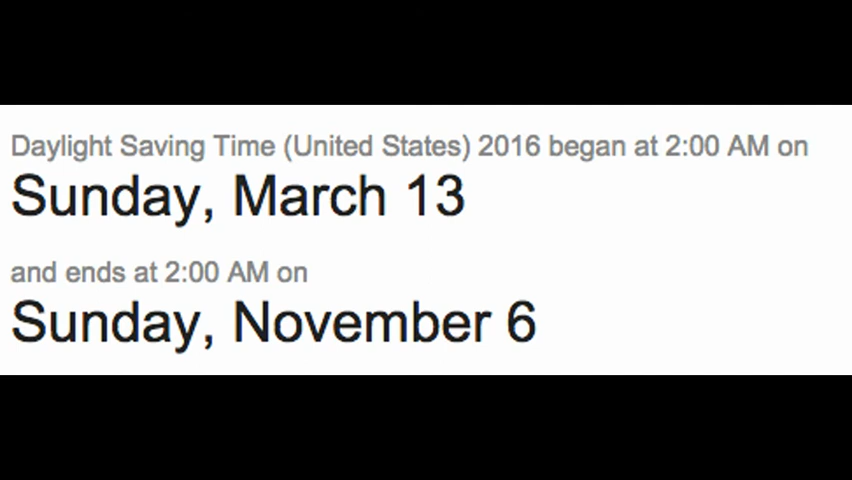 Daylight Saving Time (United States) 2016 began at 2:00 AM on
Sunday, March 13
and ends at 2:00 AM on
Sunday, November 6